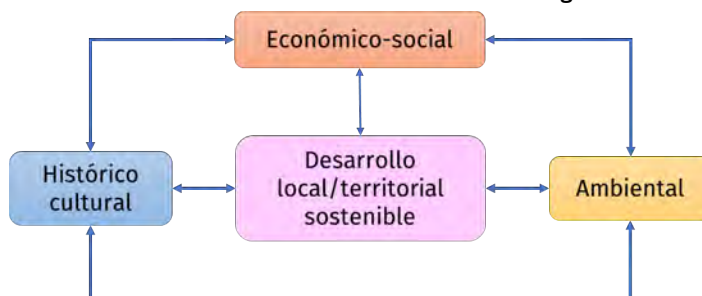 Económico-social
Histórico
cultural
Desarrollo
local/territorial
sostenible
Ambiental